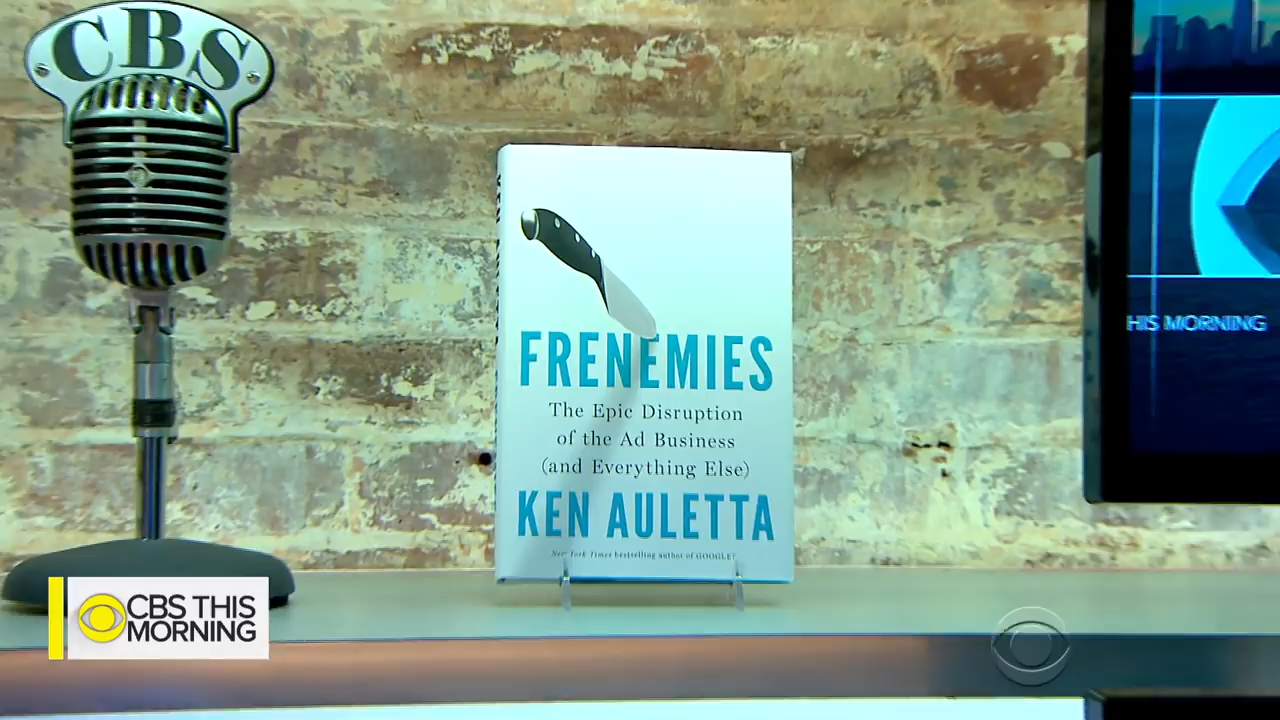 CBS
FRENEMIES
The Epic Disruption
of the Ad Business
(and Everything Else)
KEN AULETTA
New York Times bestselling author of GOOGLED
HIS MORNING
CBS THIS
MORNING